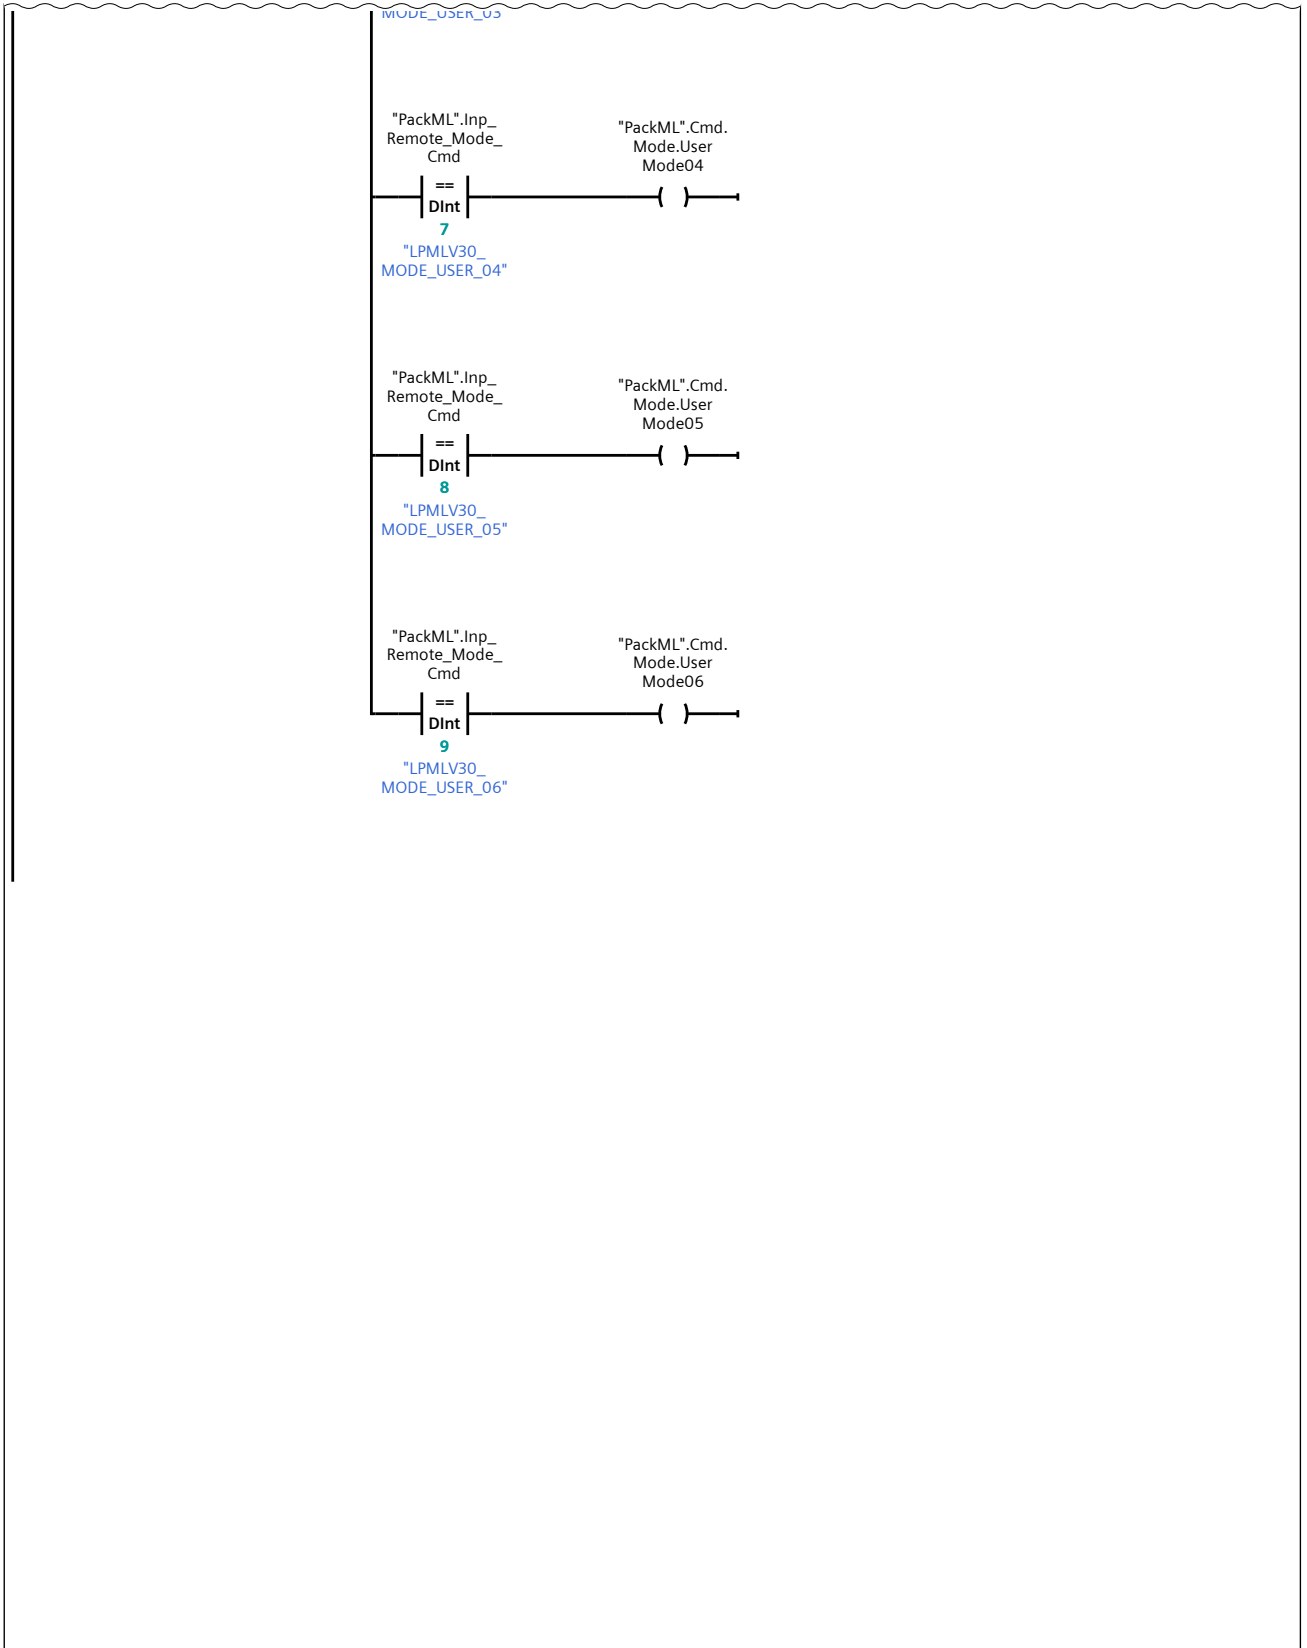 MODE_USER_03
"PackML".Inp_
Remote_Mode_
Cmd
"PackML".Cmd.
Mode.User
Mode04
==
DInt
7
"LPMLV30_
MODE_USER_04"
"PackML".Inp_
Remote_Mode_
Cmd
"PackML".Cmd.
Mode.User
Mode05
==
DInt
8
"LPMLV30_
MODE_USER_05"
"PackML".Inp_
Remote_Mode_
Cmd
"PackML".Cmd.
Mode.User
Mode06
==
DInt
9
"LPMLV30_
MODE_USER_06"